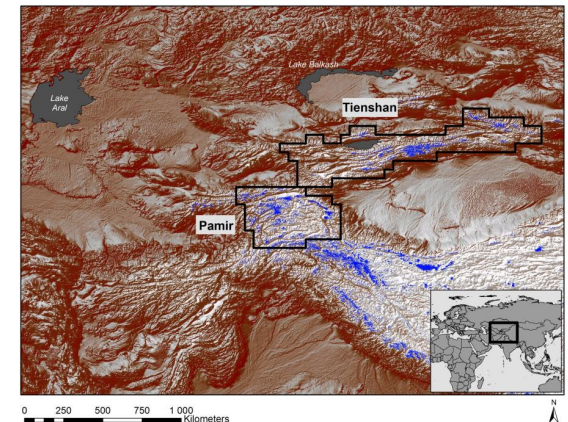 Lake Balkash
Lake
Aral
Tienshan
Pamir
0 250 500 750 1 000
Kilometers
N